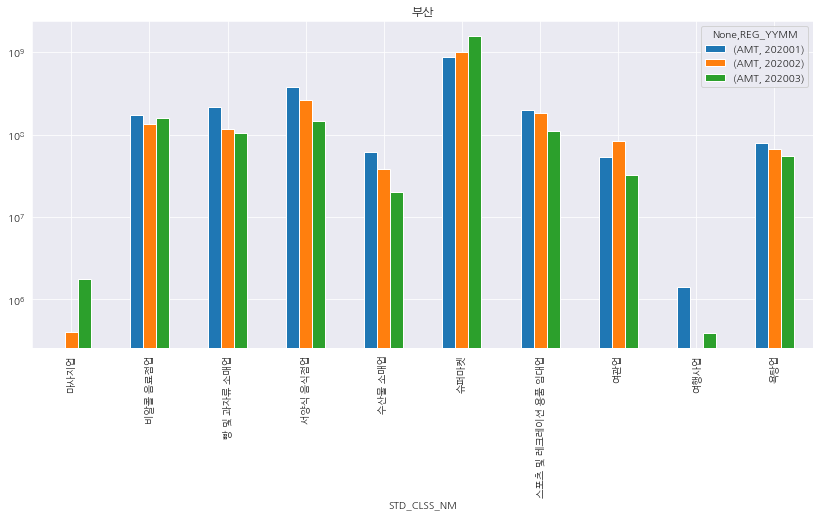 부산
None,REG_YYMM
(AMT, 202001)
(AMT, 202002)
(AMT, 202003)
10⁹
10⁸
10⁷
10⁶
마사지업
비알콜 음료점업
빵 및 과자류 소매업
서양식 음식점업
수산물 소매업
슈퍼마켓
스포츠 및 레크레이션 용품 임대업
여관업
여행사업
욕탕업
STD_CLSS_NM